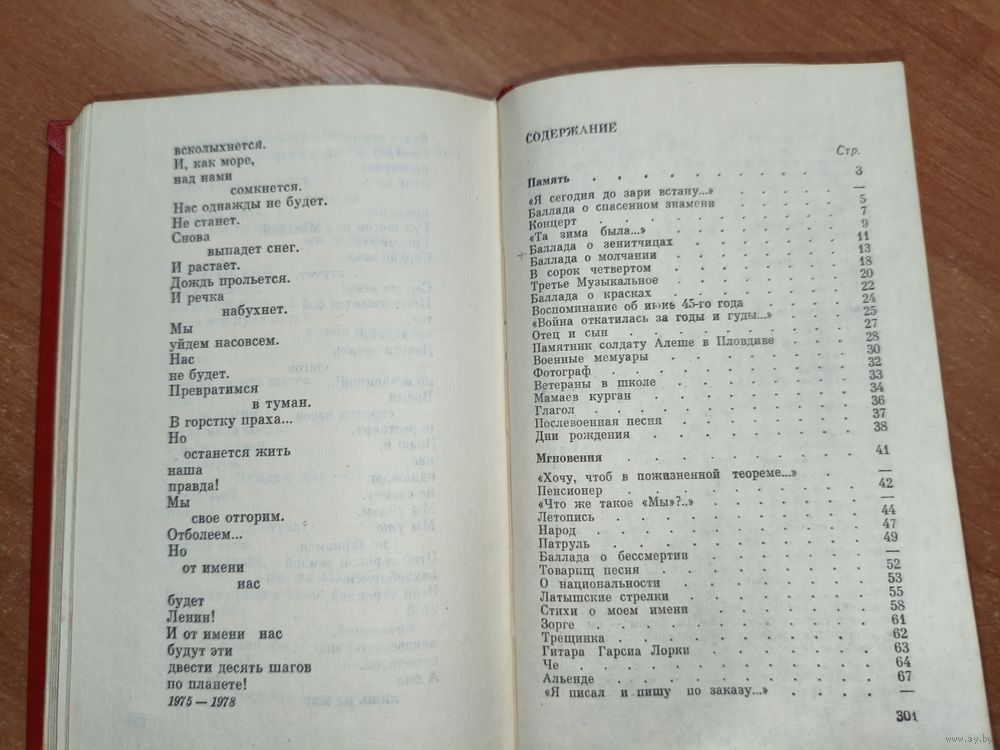 всколыхнется.
И, как море,
над нами
сомкнется.
Нас однажды не будет.
Не станет.
Снова
выпадет снег.
И растает.
Дождь прольется.
И речка
набухнет.
Мы
уйдем насовсем.
Нас
не будет.
Превратимся
в туман.
В горстку праха...
Но
останется жить
наша
правда!
Мы
свое отгорим.
Отболеем...
Но
от имени
нас
будет
Ленин!
И от имени нас
будут эти
двести десять шагов
по планете!
1975 — 1978
СОДЕРЖАНИЕ
Стр.
Память . . . . . . . . 3
«Я сегодня до зари встану...» . . . . . —
Баллада о спасенном знамени . . . . . 5
Концерт . . . . . . . . 7
«Та зима была...» . . . . . . . 9
Баллада о зенитчицах . . . . . . 11
Баллада о молчании . . . . . . 13
В сорок четвертом . . . . . . 18
Третье Музыкальное . . . . . . 20
Баллада о красках . . . . . . 22
Воспоминание об июне 45-го года . . . . 24
«Война откатилась за годы и гуды...» . . . 25
Отец и сын . . . . . . . . 27
Памятник солдату Алеше в Пловдиве . . . 28
Военные мемуары . . . . . . 30
Фотограф . . . . . . . . 32
Ветераны в школе . . . . . . 33
Мамаев курган . . . . . . . 34
Глагол . . . . . . . . 36
Послевоенная песня . . . . . . 37
Дни рождения . . . . . . . 38
Мгновения . . . . . . . . 41
«Хочу, чтоб в пожизненной теореме...» . . . —
Пенсионер . . . . . . . . 42
«Что же такое «Мы»?..» . . . . . . —
Летопись . . . . . . . . 44
Народ . . . . . . . . 47
Патруль . . . . . . . . 49
Баллада о бессмертии . . . . . . —
Товарищ песня . . . . . . . 52
О национальности . . . . . . 53
Латышские стрелки . . . . . . 55
Стихи о моем имени . . . . . . 58
Зорге . . . . . . . . 61
Трещинка . . . . . . . . 62
Гитара Гарсиа Лорки . . . . . . 63
Че . . . . . . . . . 64
Альенде . . . . . . . . 67
«Я писал и пишу по заказу...» . . . . —
301
www.ay.by